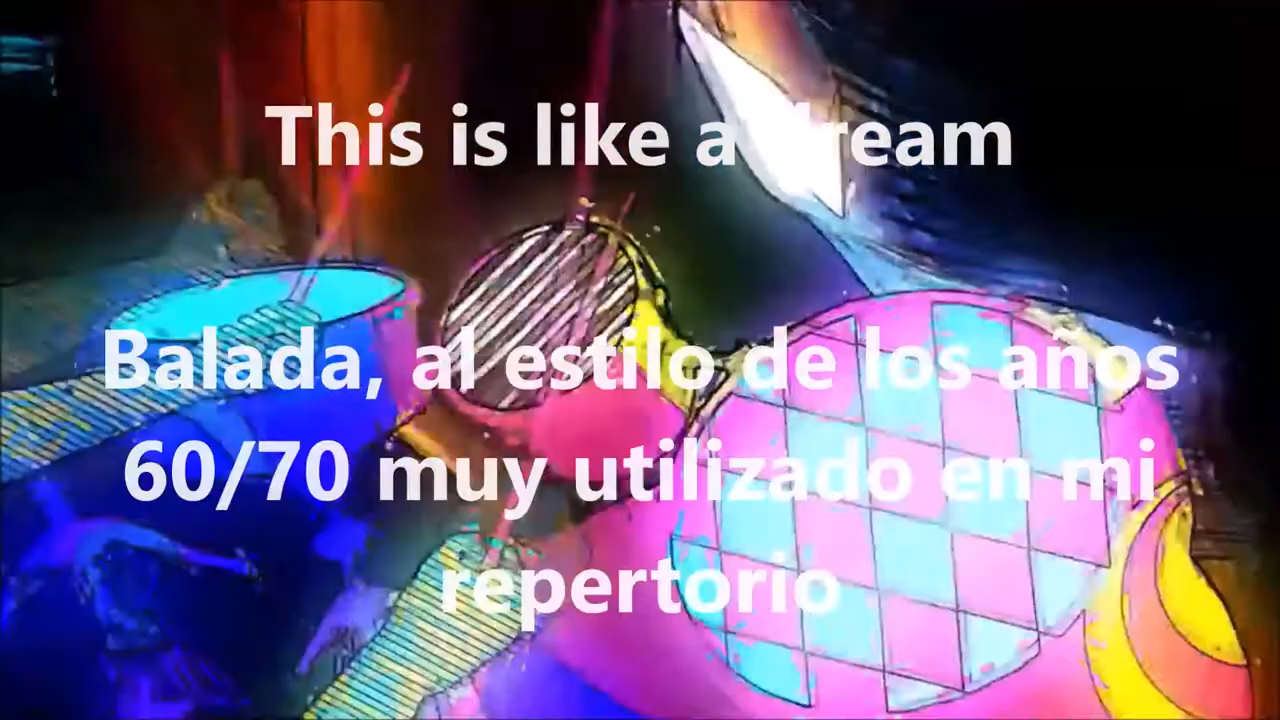 This is like a dream
Balada, al estilo de los años
60/70 muy utilizado en mi
repertorio